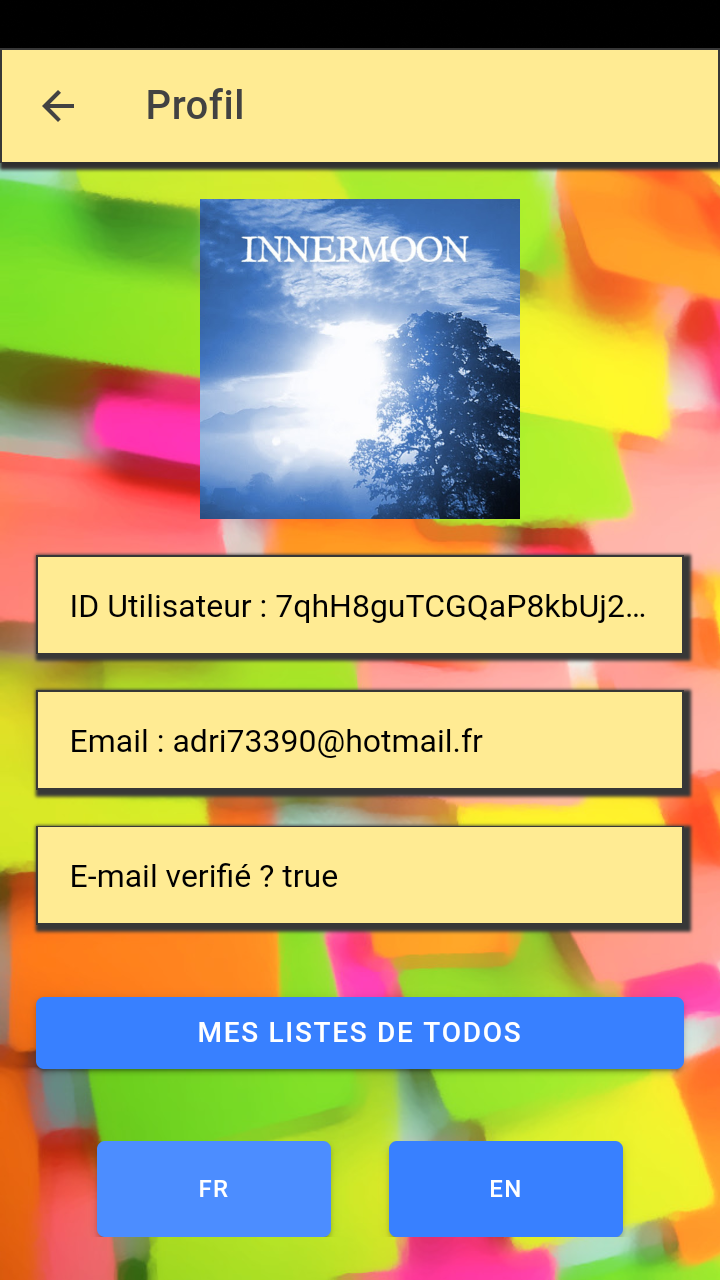 Profil
INNERMOON
ID Utilisateur : 7qhH8guTCGQaP8kbUj2...
Email : adri73390@hotmail.fr
E-mail verifié ? true
MES LISTES DE TODOS
FR
EN